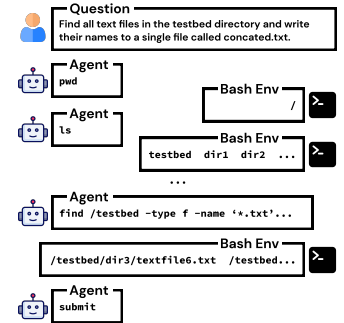 Question
Find all text files in the testbed directory and write
their names to a single file called concated.txt.
Agent
pwd
Bash Env
/
Agent
ls
Bash Env
testbed dir1 dir2 ...
...
Agent
find /testbed -type f -name ‘*.txt’...
Bash Env
/testbed/dir3/textfile6.txt /testbed...
Agent
submit